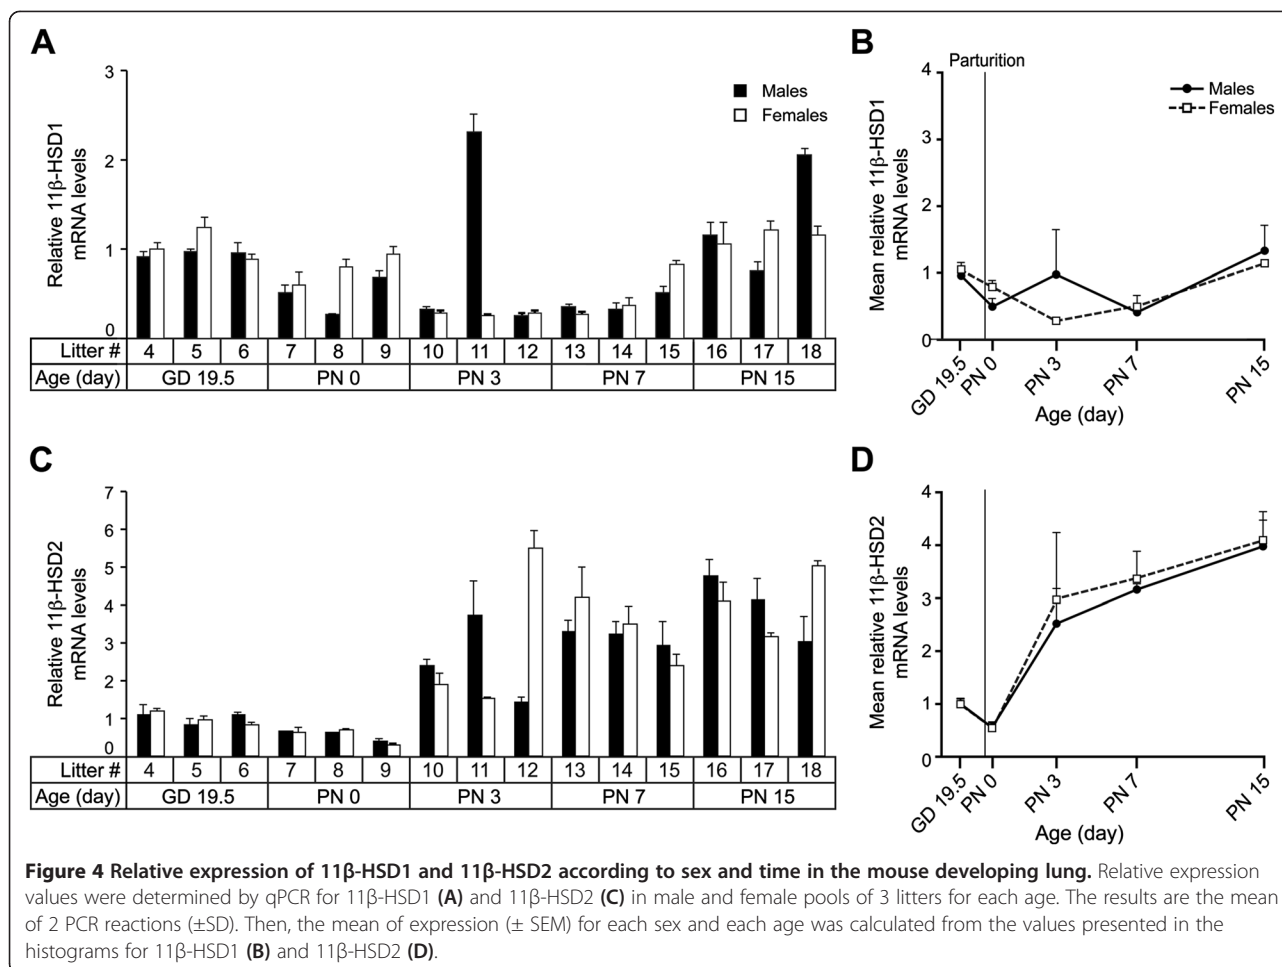 A
Relative 11β-HSD1
mRNA levels
3
2
1
0
Males
Females
Litter # 4 5 6 7 8 9 10 11 12 13 14 15 16 17 18
Age (day) GD 19.5 PN 0 PN 3 PN 7 PN 15
B
Parturition
Mean relative 11β-HSD1
mRNA levels
4
3
2
1
0
Males
Females
GD 19.5 PN 0 PN 3 PN 7 PN 15
Age (day)
C
Relative 11β-HSD2
mRNA levels
7
6
5
4
3
2
1
0
Litter # 4 5 6 7 8 9 10 11 12 13 14 15 16 17 18
Age (day) GD 19.5 PN 0 PN 3 PN 7 PN 15
D
Mean relative 11β-HSD2
mRNA levels
4
4
3
2
1
0
GD 19.5 PN 0 PN 3 PN 7 PN 15
Age (day)
Figure 4 Relative expression of 11β-HSD1 and 11β-HSD2 according to sex and time in the mouse developing lung. Relative expression
values were determined by qPCR for 11β-HSD1 (A) and 11β-HSD2 (C) in male and female pools of 3 litters for each age. The results are the mean
of 2 PCR reactions (±SD). Then, the mean of expression (± SEM) for each sex and each age was calculated from the values presented in the
histograms for 11β-HSD1 (B) and 11β-HSD2 (D).